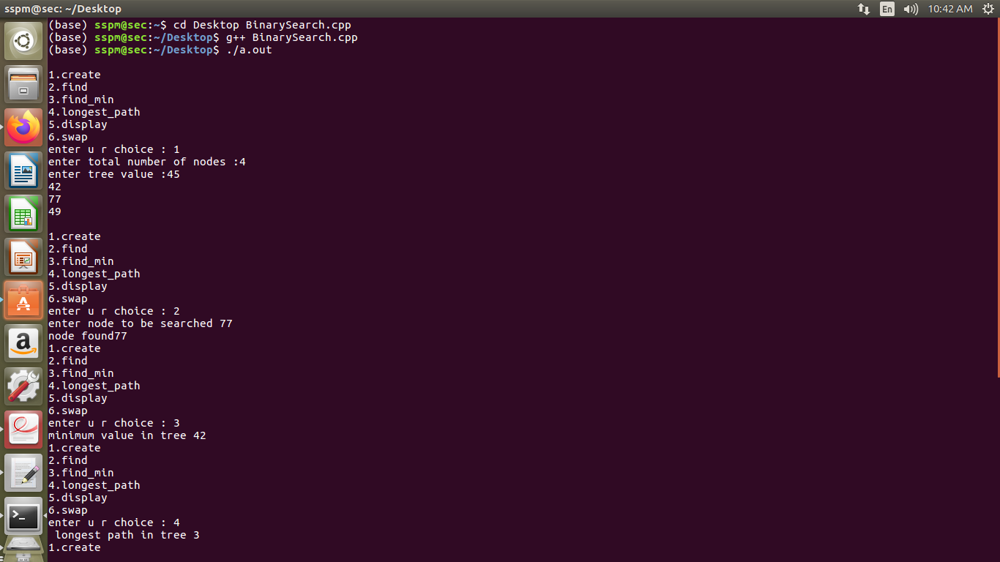 sspm@sec: ~/Desktop
En
10:42 AM
(base) sspm@sec:~$ cd Desktop BinarySearch.cpp
(base) sspm@sec:~/Desktop$ g++ BinarySearch.cpp
(base) sspm@sec:~/Desktop$ ./a.out
1.create
2.find
3.find_min
4.longest_path
5.display
6.swap
enter u r choice : 1
enter total number of nodes :4
enter tree value :45
42
77
49
1.create
2.find
3.find_min
4.longest_path
5.display
6.swap
enter u r choice : 2
enter node to be searched 77
node found77
1.create
2.find
3.find_min
4.longest_path
5.display
6.swap
enter u r choice : 3
minimum value in tree 42
1.create
2.find
3.find_min
4.longest_path
5.display
6.swap
enter u r choice : 4
 longest path in tree 3
1.create